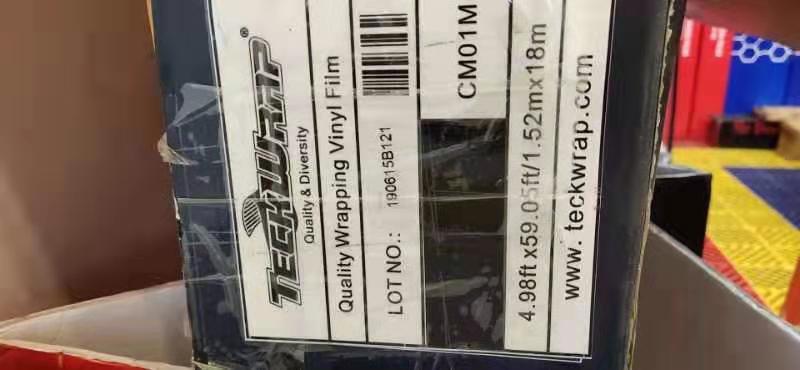 TECKWRAP®
Quality & Diversity
Quality Wrapping Vinyl Film
LOT NO.: 190615B121
CM01M
4.98ft x59.05ft/1.52mx18m
www. teckwrap.com